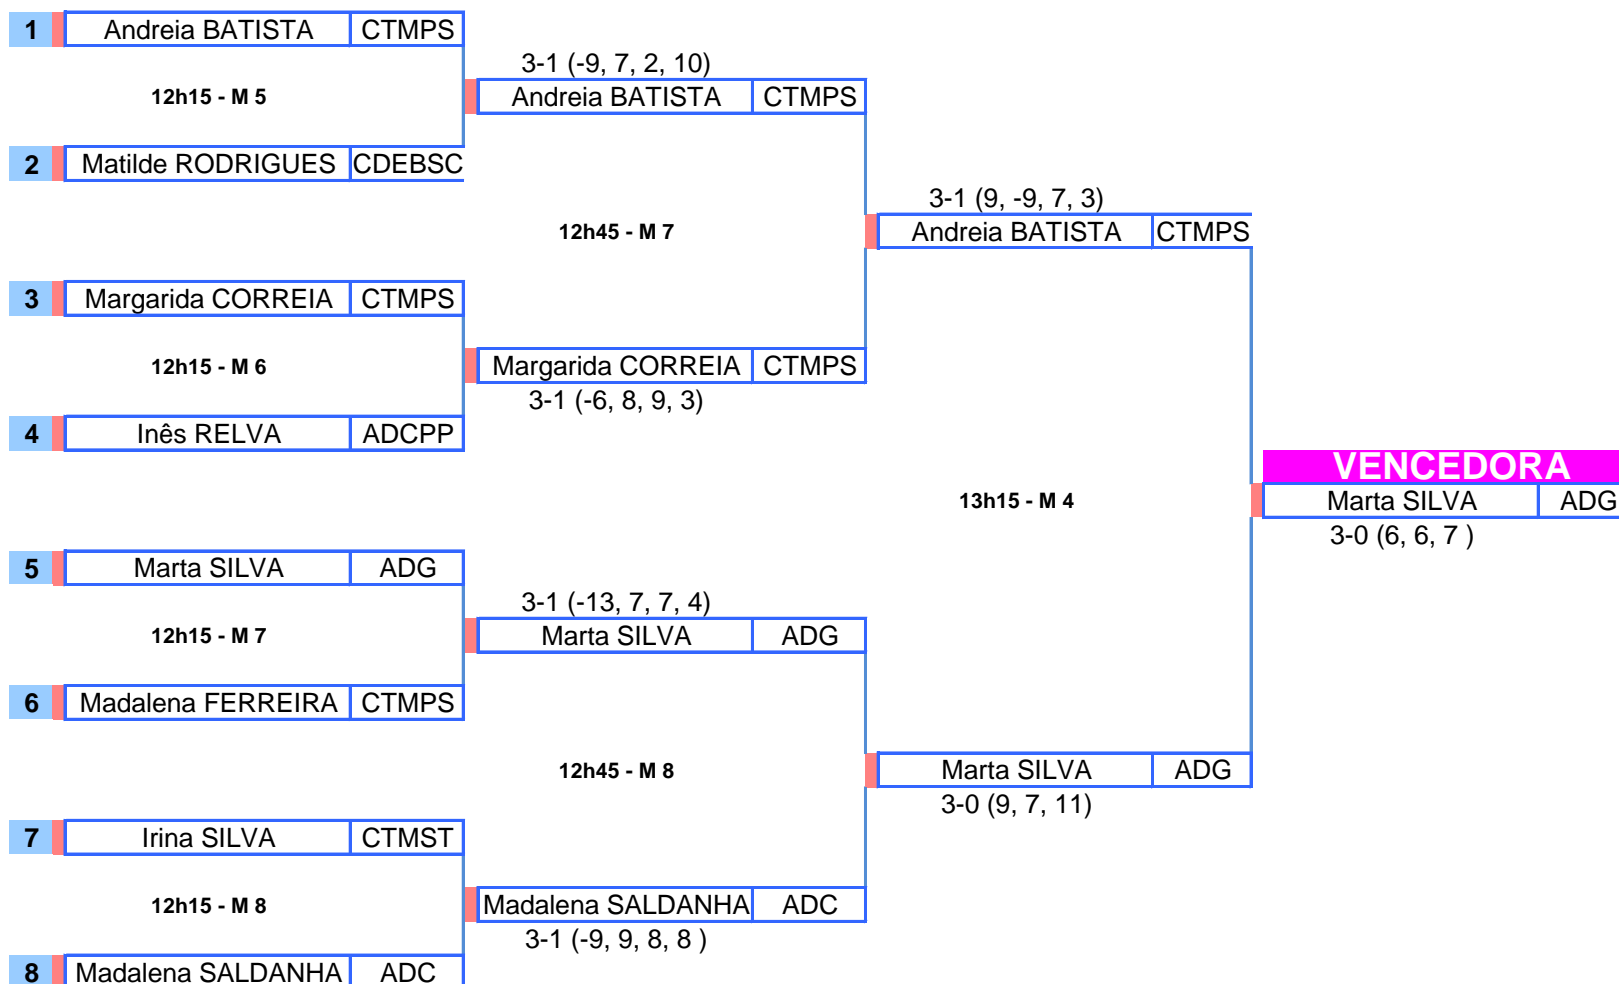 1 Andreia BATISTA CTMPS
3-1 (-9, 7, 2, 10)
12h15 - M 5
Andreia BATISTA CTMPS
2 Matilde RODRIGUES CDEBSC
3-1 (9, -9, 7, 3)
12h45 - M 7
Andreia BATISTA CTMPS
3 Margarida CORREIA CTMPS
12h15 - M 6
Margarida CORREIA CTMPS
3-1 (-6, 8, 9, 3)
4 Inês RELVA ADCPP
VENCEDORA
13h15 - M 4
Marta SILVA ADG
3-0 (6, 6, 7 )
5 Marta SILVA ADG
3-1 (-13, 7, 7, 4)
12h15 - M 7
Marta SILVA ADG
6 Madalena FERREIRA CTMPS
12h45 - M 8
Marta SILVA ADG
3-0 (9, 7, 11)
7 Irina SILVA CTMST
12h15 - M 8
Madalena SALDANHA ADC
3-1 (-9, 9, 8, 8 )
8 Madalena SALDANHA ADC